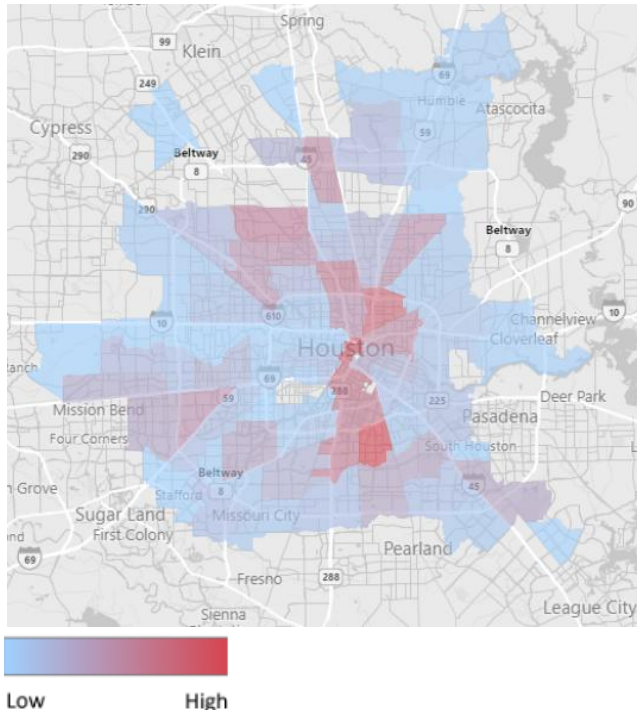 Spring
99
Klein
69
249
Humble
Atascocita
Cypress
59
290
Beltway
45
8
90
290
Beltway
8
610
10
Channelview
10
Cloverleaf
Houston
Ranch
69
288
Deer Park
Mission Bend
59
225
Pasadena
Four Corners
South Houston
Beltway
n Grove
Stafford
8
45
Sugar Land
Missouri City
First Colony
Pearland
69
Fresno
288
League City
Sienna
Low High